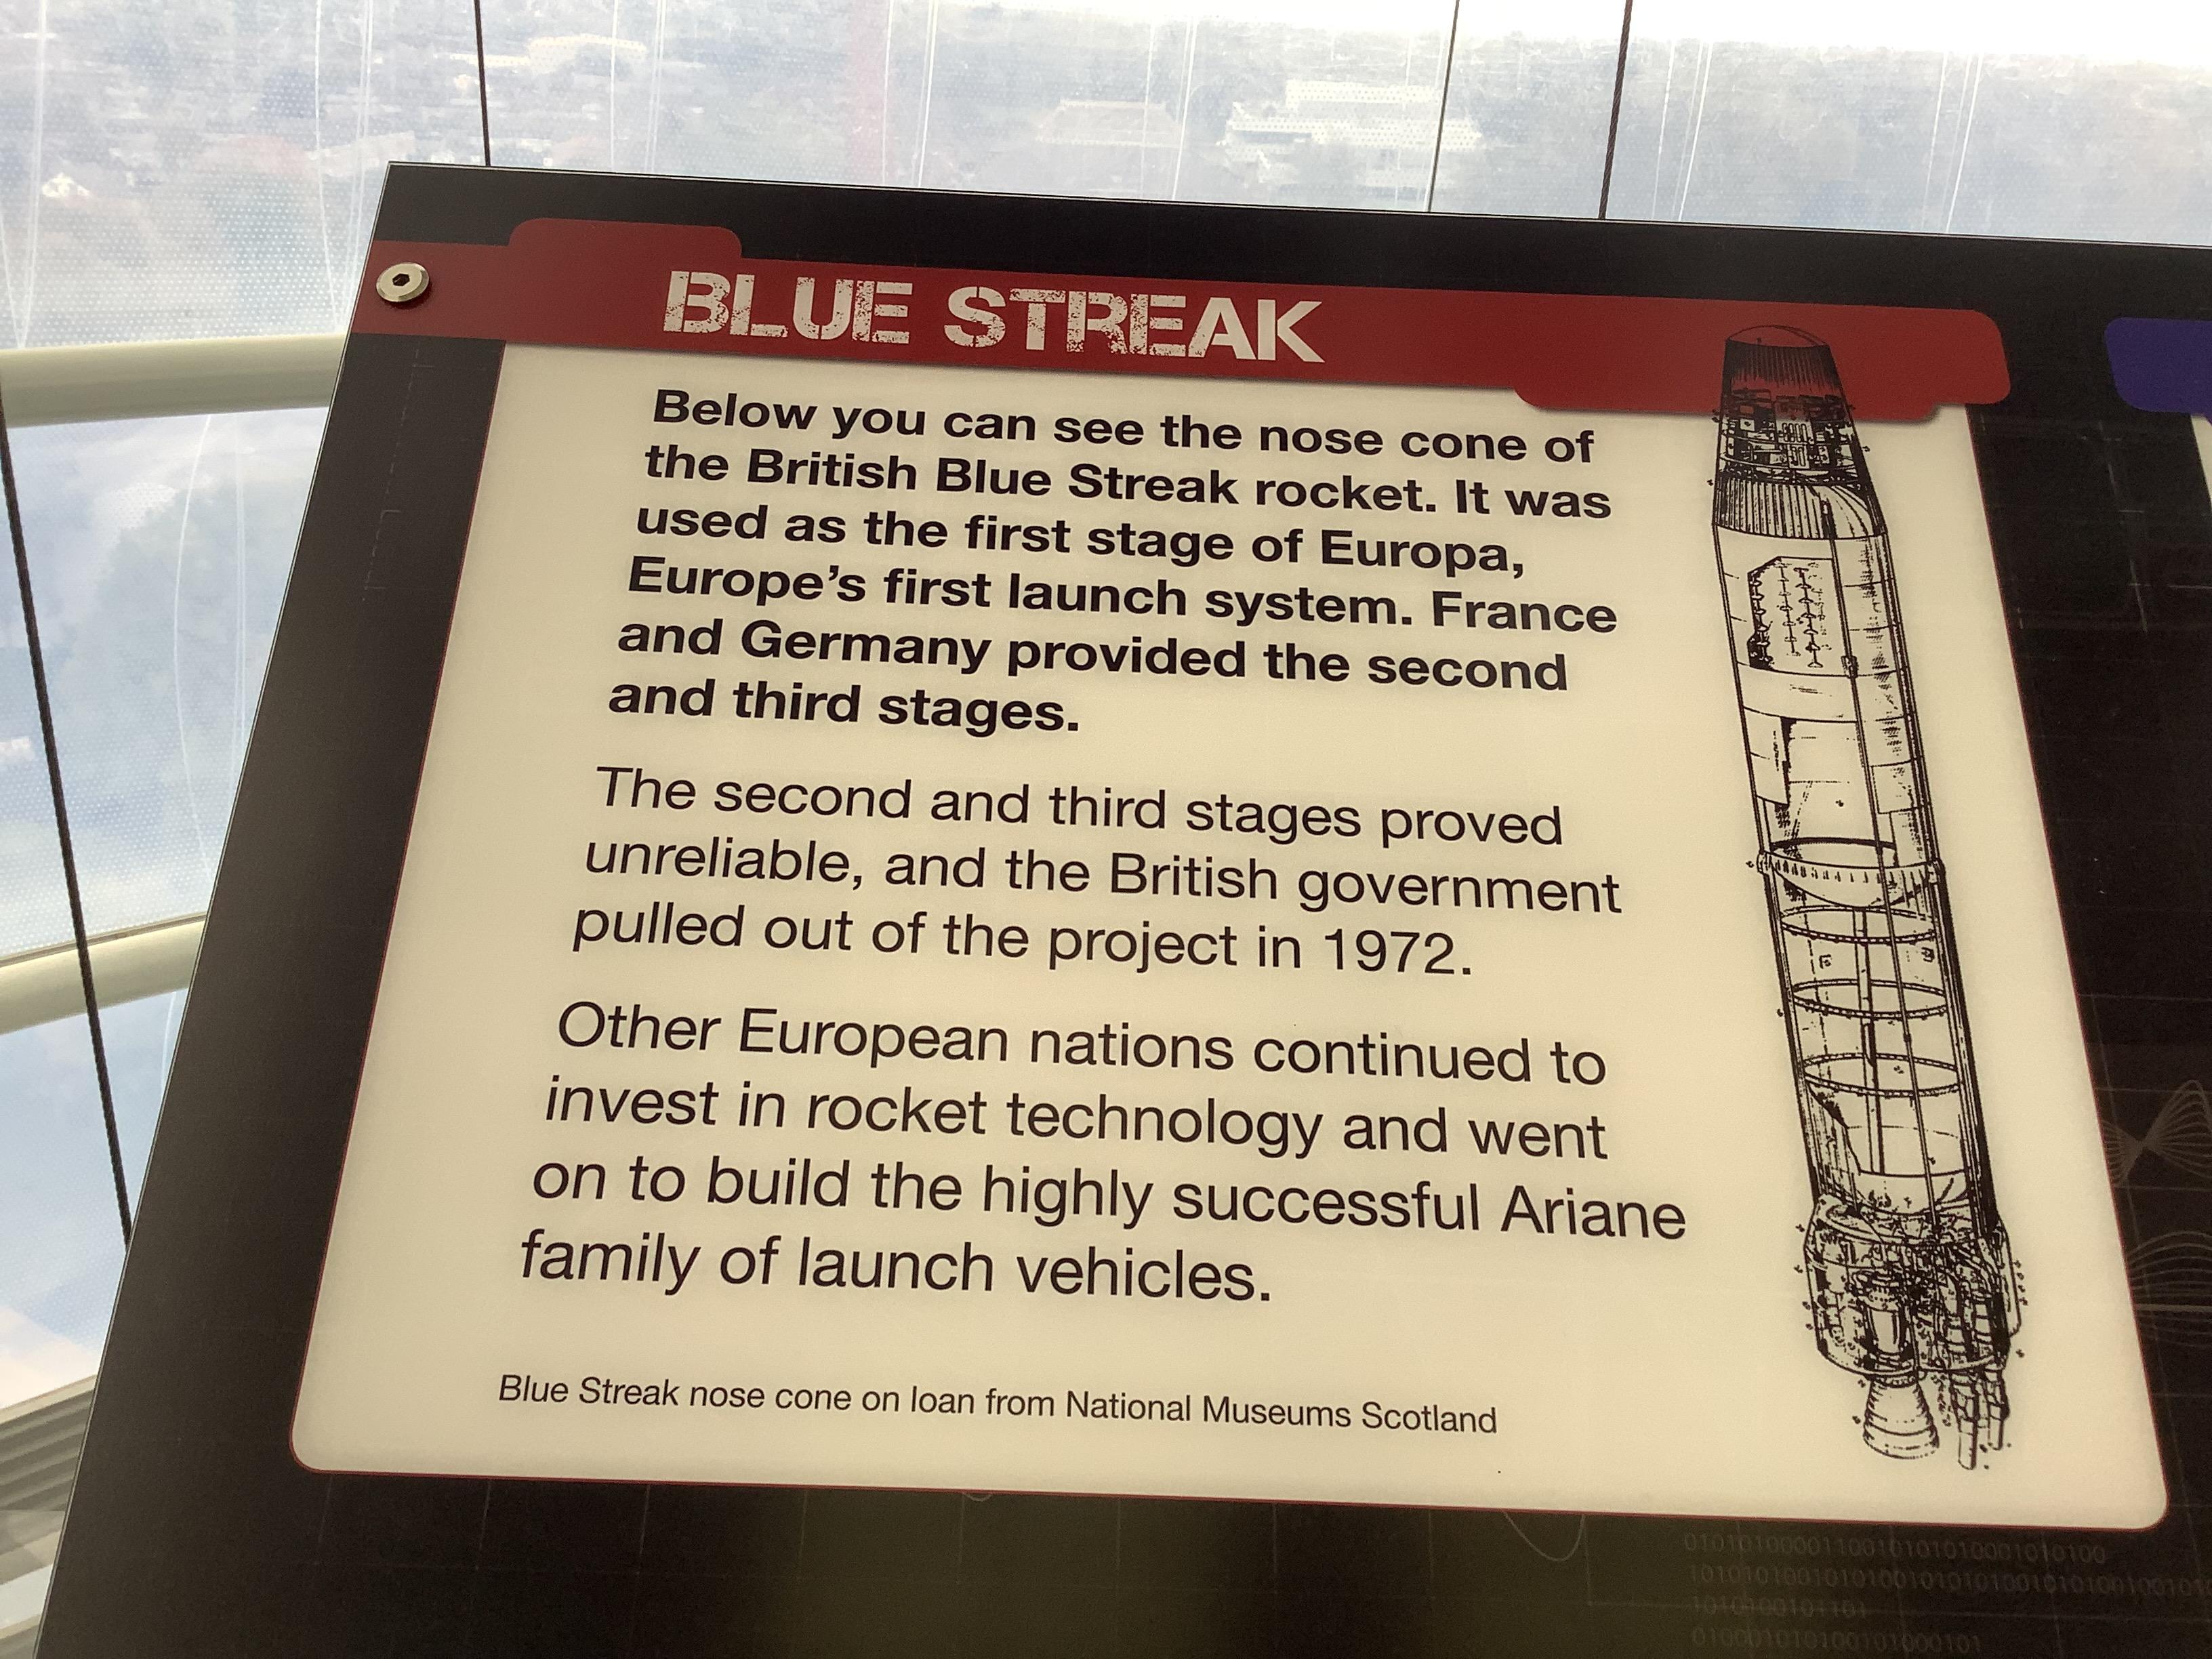 BLUE STREAK
Below you can see the nose cone of
the British Blue Streak rocket. It was
used as the first stage of Europa,
Europe's first launch system. France
and Germany provided the second
and third stages.
The second and third stages proved
unreliable, and the British government
pulled out of the project in 1972.
Other European nations continued to
invest in rocket technology and went
on to build the highly successful Ariane
family of launch vehicles.
Blue Streak nose cone on loan from National Museums Scotland